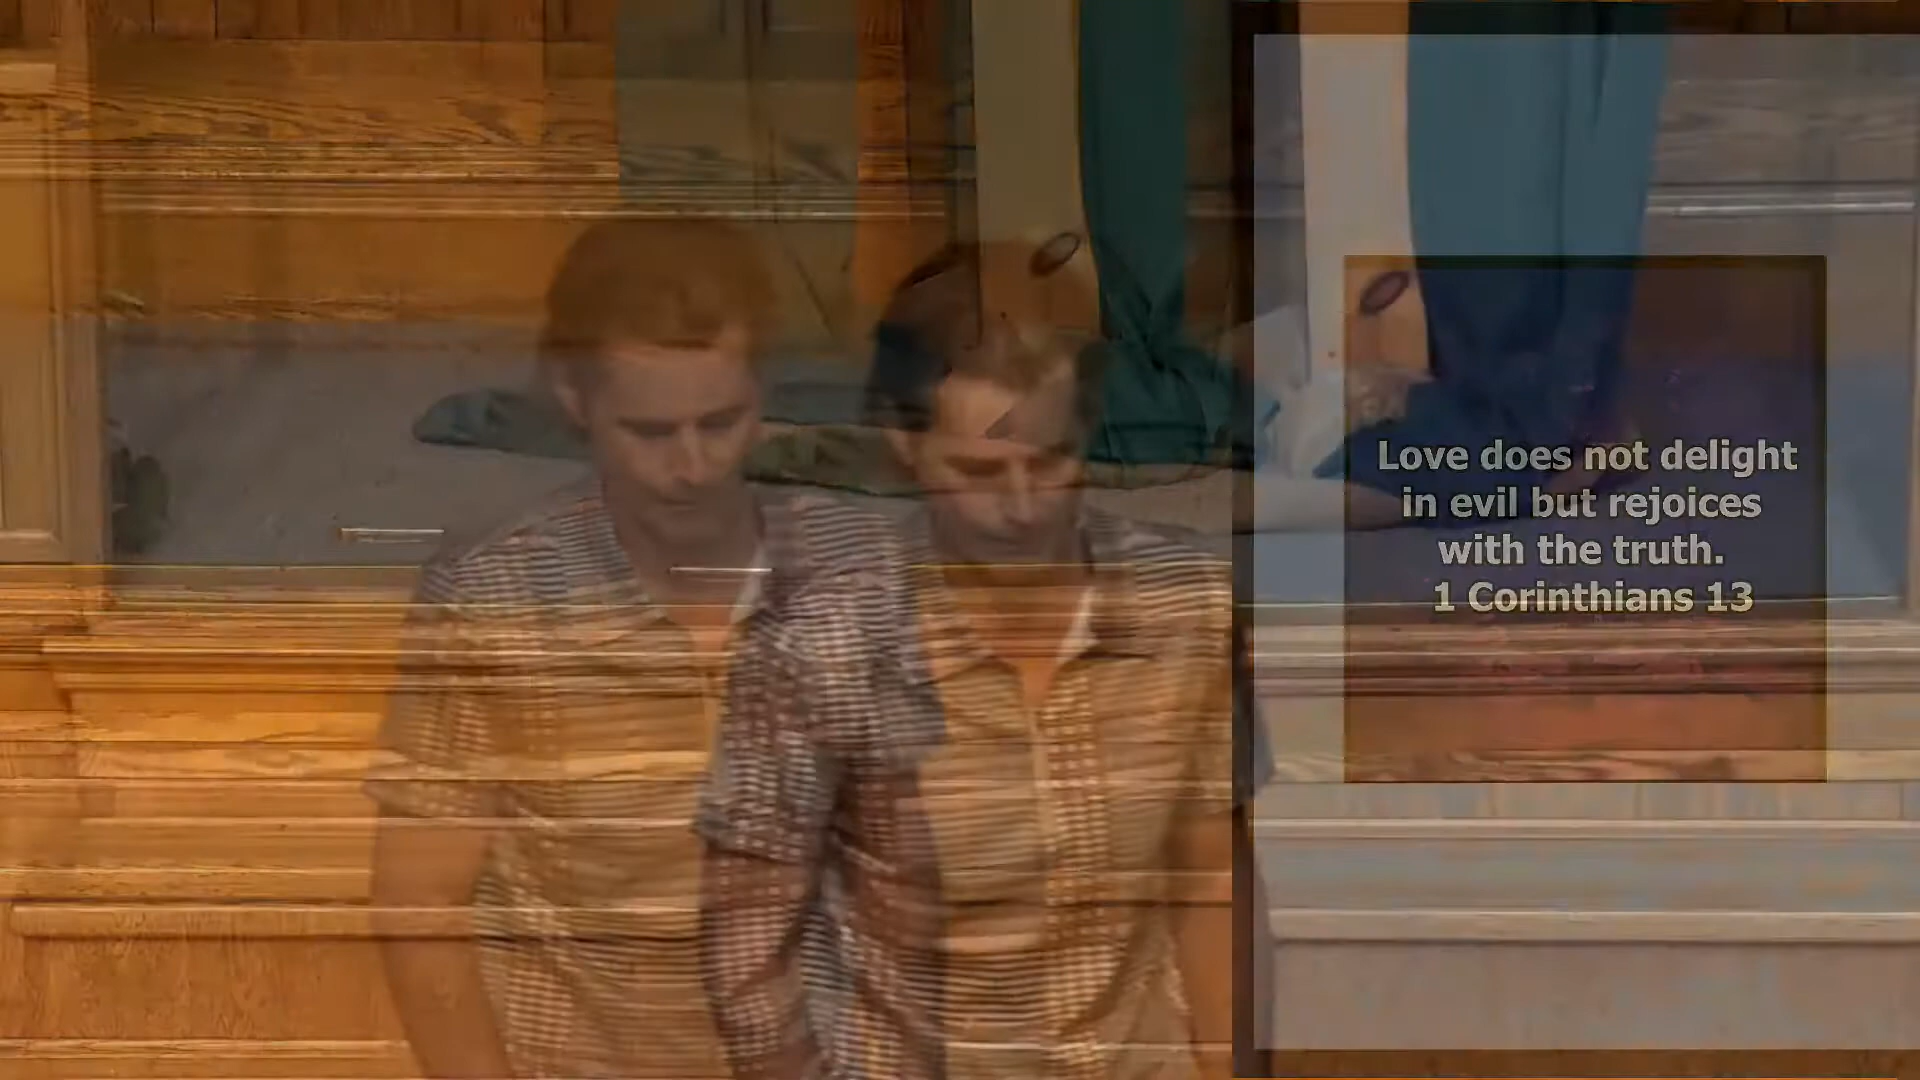 Love does not delight
in evil but rejoices
with the truth.
1 Corinthians 13